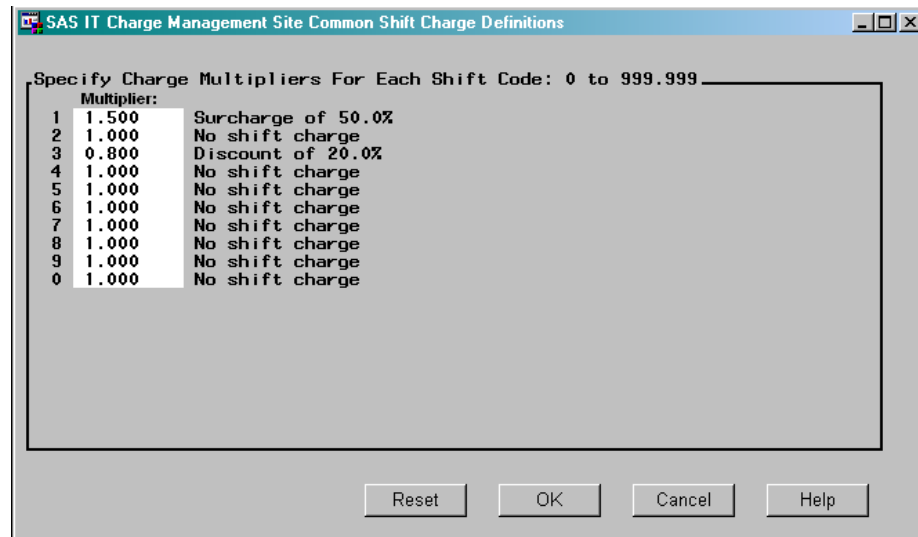 SAS IT Charge Management Site Common Shift Charge Definitions
Specify Charge Multipliers For Each Shift Code: 0 to 999.999
Multiplier:
1 1.500 Surcharge of 50.0%
2 1.000 No shift charge
3 0.800 Discount of 20.0%
4 1.000 No shift charge
5 1.000 No shift charge
6 1.000 No shift charge
7 1.000 No shift charge
8 1.000 No shift charge
9 1.000 No shift charge
0 1.000 No shift charge
Reset OK Cancel Help